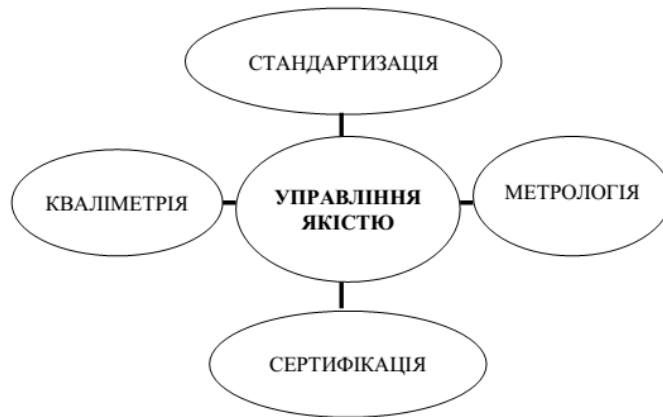 СТАНДАРТИЗАЦІЯ
КВАЛІМЕТРІЯ
УПРАВЛІННЯ
ЯКІСТЮ
МЕТРОЛОГІЯ
СЕРТИФІКАЦІЯ